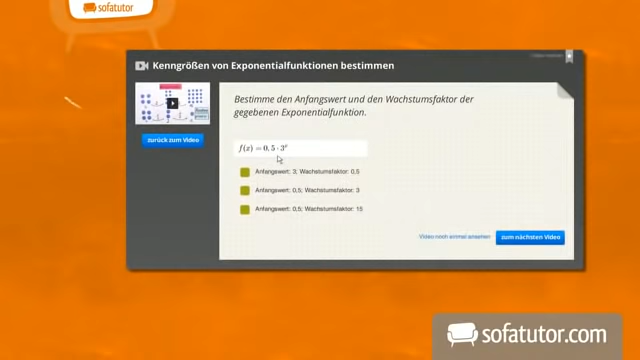 sofatutor
Kenngrößen von Exponentialfunktionen bestimmen
zurück zum Video
Bestimme den Anfangswert und den Wachstumsfaktor der
gegebenen Exponentialfunktion.
f(x) = 0,5 · 3ˣ
Anfangswert: 3; Wachstumsfaktor: 0,5
Anfangswert: 0,5; Wachstumsfaktor: 3
Anfangswert: 0,5; Wachstumsfaktor: 15
Video noch einmal ansehen
zum nächsten Video
sofatutor.com